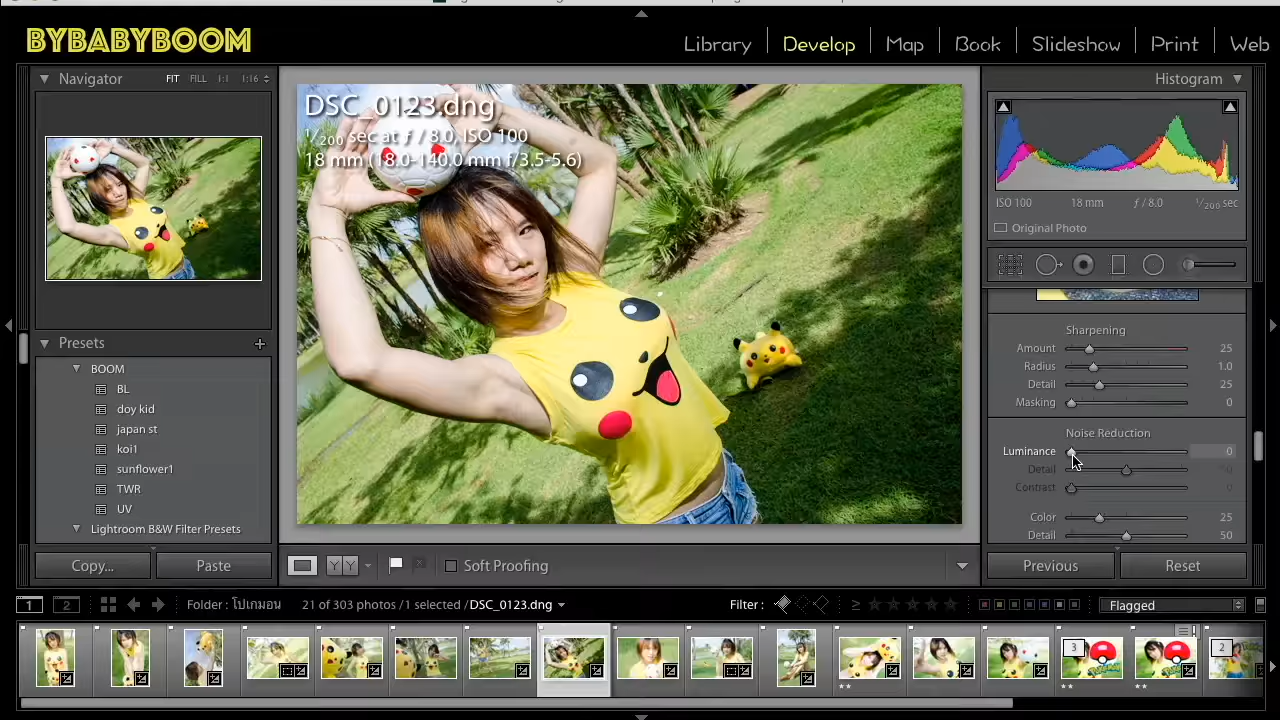 BYBABYBOOM
Library
Develop
Map
Book
Slideshow
Print
Web
Navigator
FIT
FILL
1:1
1:16
Histogram
DSC_0123.dng
1/200 sec at ƒ / 8.0, ISO 100
18 mm (18.0-140.0 mm f/3.5-5.6)
ISO 100
18 mm
ƒ / 8.0
1/200 sec
Original Photo
Presets
BOOM
BL
doy kid
japan st
koi1
sunflower1
TWR
UV
Lightroom B&W Filter Presets
Sharpening
Amount 25
Radius 1.0
Detail 25
Masking 0
Noise Reduction
Luminance 0
Detail
Contrast 0
Color 25
Detail 50
Copy...
Paste
YY
Soft Proofing
Previous
Reset
1
2
Folder : โปเกมอน
21 of 303 photos /1 selected /DSC_0123.dng
Filter :
≥
Flagged
3
2